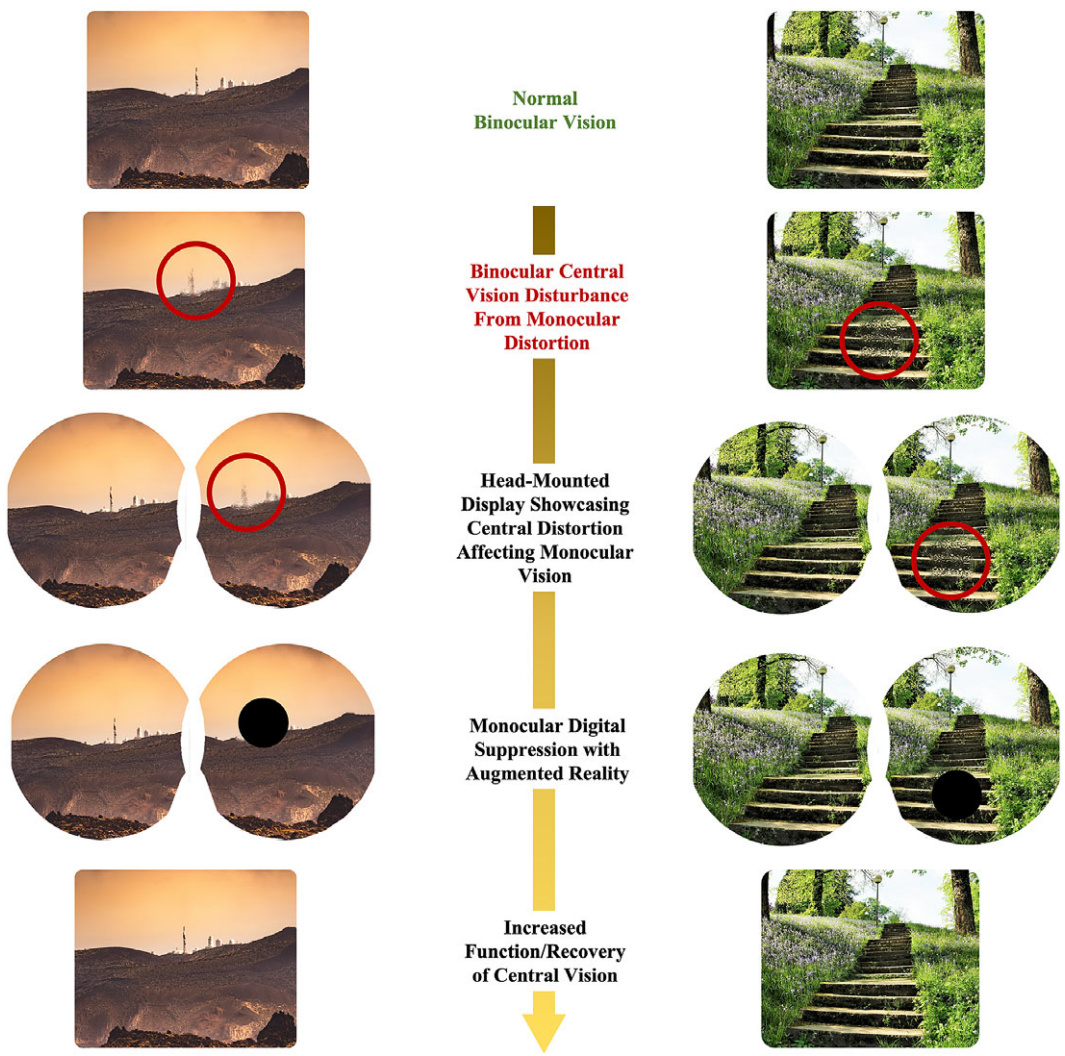 Normal
Binocular Vision
Binocular Central
Vision Disturbance
From Monocular
Distortion
Head-Mounted
Display Showcasing
Central Distortion
Affecting Monocular
Vision
Monocular Digital
Suppression with
Augmented Reality
Increased
Function/Recovery
of Central Vision